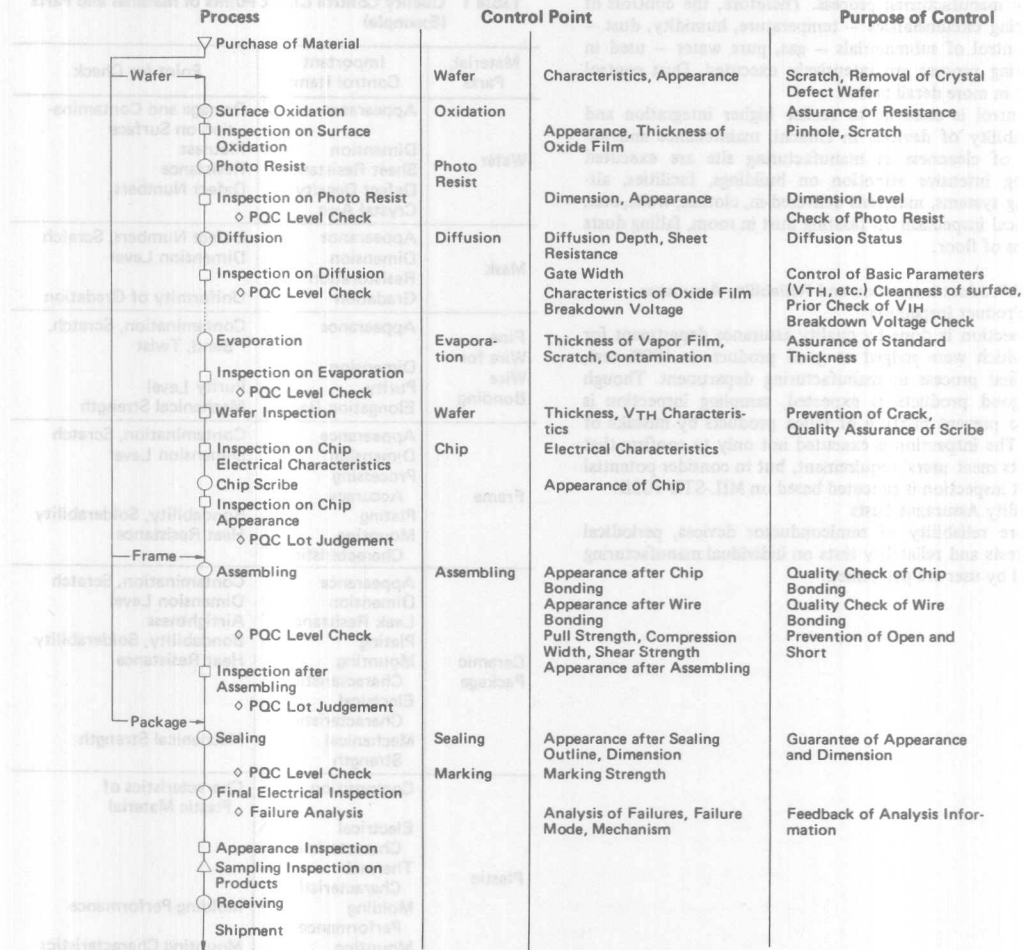 Process Control Point Purpose of Control
Purchase of Material
Wafer Wafer Characteristics, Appearance Scratch, Removal of Crystal
Defect Wafer
Surface Oxidation Oxidation Assurance of Resistance
Inspection on Surface Appearance, Thickness of Pinhole, Scratch
Oxidation Oxide Film
Photo Resist Photo
Resist
Inspection on Photo Resist Dimension, Appearance Dimension Level
◇ PQC Level Check Check of Photo Resist
Diffusion Diffusion Diffusion Depth, Sheet Diffusion Status
Resistance
Inspection on Diffusion Gate Width Control of Basic Parameters
◇ PQC Level Check Characteristics of Oxide Film (VTH, etc.) Cleanness of surface,
Breakdown Voltage Prior Check of VIH
Breakdown Voltage Check
Evaporation Evapora- Thickness of Vapor Film, Assurance of Standard
tion Scratch, Contamination Thickness
Inspection on Evaporation
◇ PQC Level Check
Wafer Inspection Wafer Thickness, VTH Characteris- Prevention of Crack,
tics Quality Assurance of Scribe
Inspection on Chip Chip Electrical Characteristics
Electrical Characteristics
Chip Scribe Appearance of Chip
Inspection on Chip
Appearance
◇ PQC Lot Judgement
Frame
Assembling Assembling Appearance after Chip Quality Check of Chip
Bonding Bonding
Appearance after Wire Quality Check of Wire
Bonding Bonding
◇ PQC Level Check Pull Strength, Compression Prevention of Open and
Width, Shear Strength Short
Inspection after Appearance after Assembling
Assembling
◇ PQC Lot Judgement
Package
Sealing Sealing Appearance after Sealing Guarantee of Appearance
Outline, Dimension and Dimension
◇ PQC Level Check Marking Marking Strength
Final Electrical Inspection
◇ Failure Analysis Analysis of Failures, Failure Feedback of Analysis Infor-
Mode, Mechanism mation
Appearance Inspection
Sampling Inspection on
Products
Receiving
Shipment